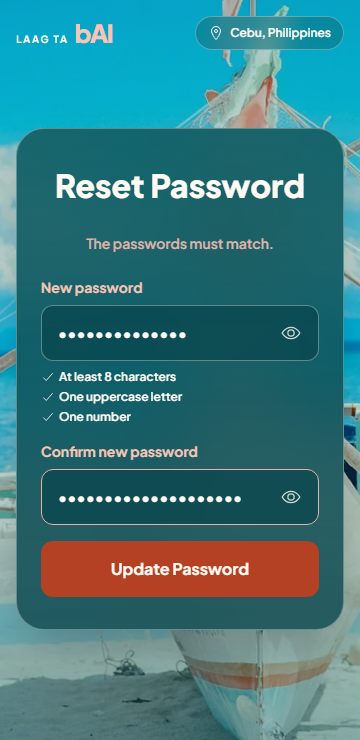 LAAG TA bAI
Cebu, Philippines
Reset Password
The passwords must match.
New password
••••••••••••••
At least 8 characters
One uppercase letter
One number
Confirm new password
••••••••••••••••••••
Update Password